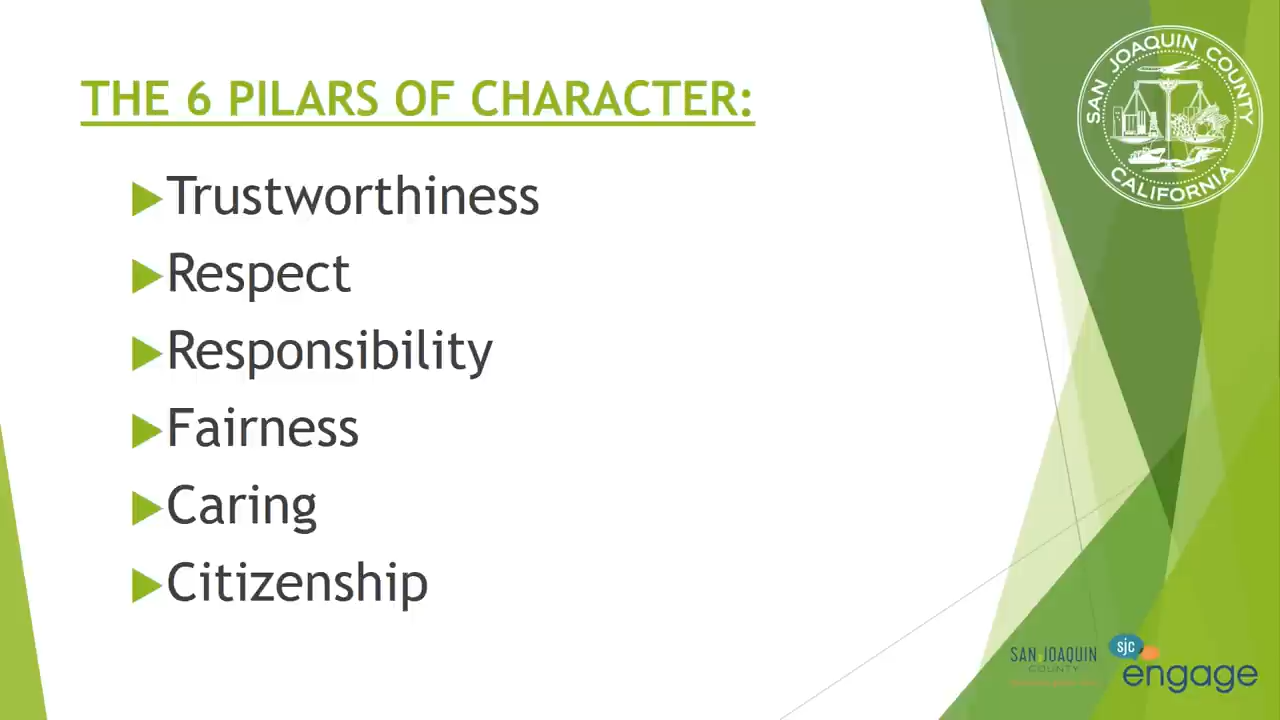 THE 6 PILARS OF CHARACTER:
Trustworthiness
Respect
Responsibility
Fairness
Caring
Citizenship
SAN JOAQUIN COUNTY
CALIFORNIA
SAN JOAQUIN
COUNTY
sjc
engage